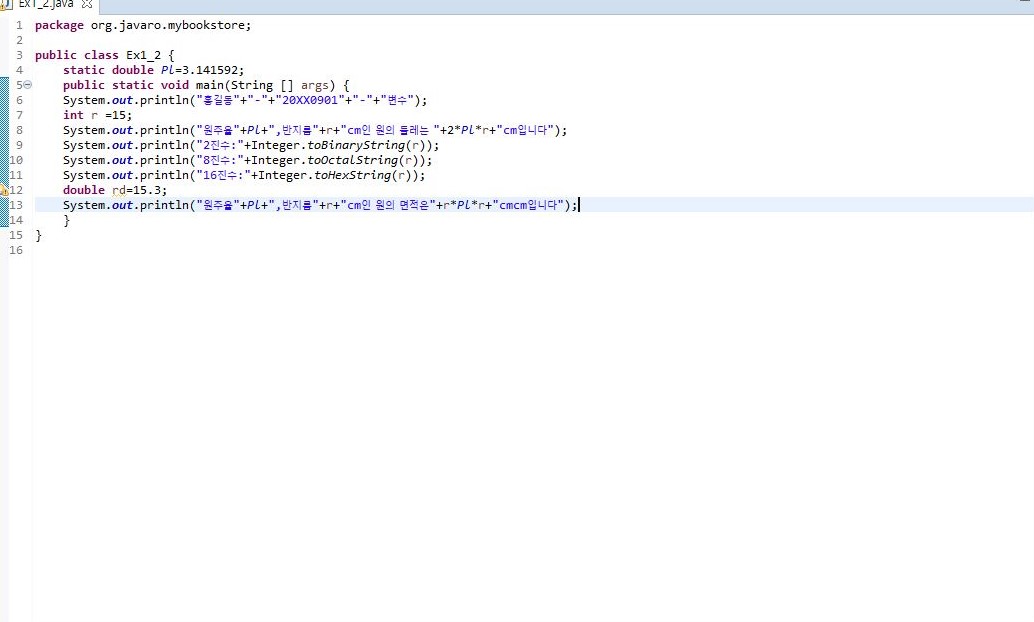 Ex1_2.java
1 package org.javaro.mybookstore;
2
3 public class Ex1_2 {
4 static double Pl=3.141592;
5 public static void main(String [] args) {
6 System.out.println("홍길동"+"-"+"20XX0901"+"-"+"변수");
7 int r =15;
8 System.out.println("원주율"+Pl+",반지름"+r+"cm인 원의 둘레는 "+2*Pl*r+"cm입니다");
9 System.out.println("2진수:"+Integer.toBinaryString(r));
10 System.out.println("8진수:"+Integer.toOctalString(r));
11 System.out.println("16진수:"+Integer.toHexString(r));
12 double rd=15.3;
13 System.out.println("원주율"+Pl+",반지름"+r+"cm인 원의 면적은"+r*Pl*r+"cmcm입니다");
14 }
15 }
16